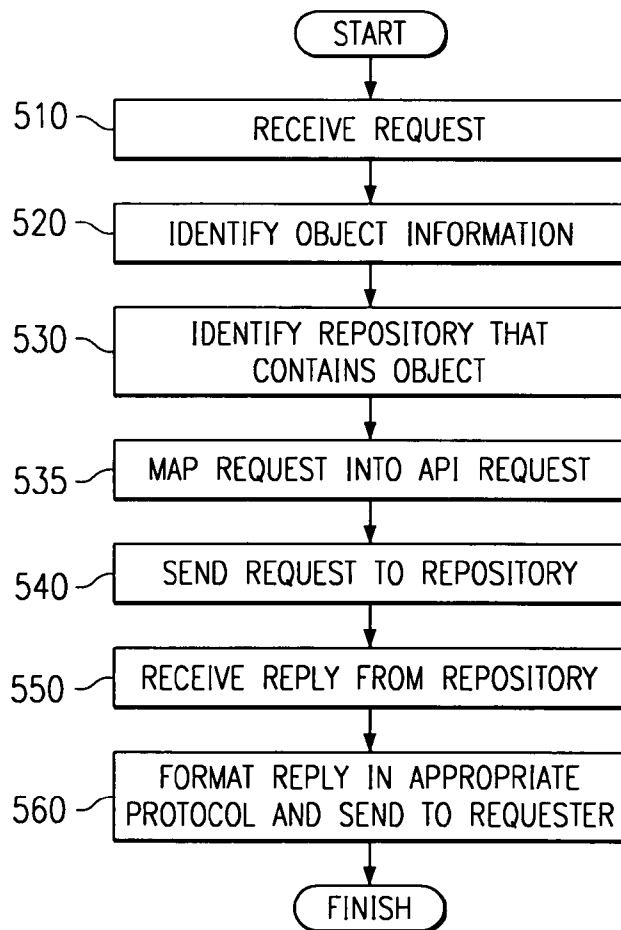 START
510
RECEIVE REQUEST
520
IDENTIFY OBJECT INFORMATION
530
IDENTIFY REPOSITORY THAT
CONTAINS OBJECT
535
MAP REQUEST INTO API REQUEST
540
SEND REQUEST TO REPOSITORY
550
RECEIVE REPLY FROM REPOSITORY
560
FORMAT REPLY IN APPROPRIATE
PROTOCOL AND SEND TO REQUESTER
FINISH